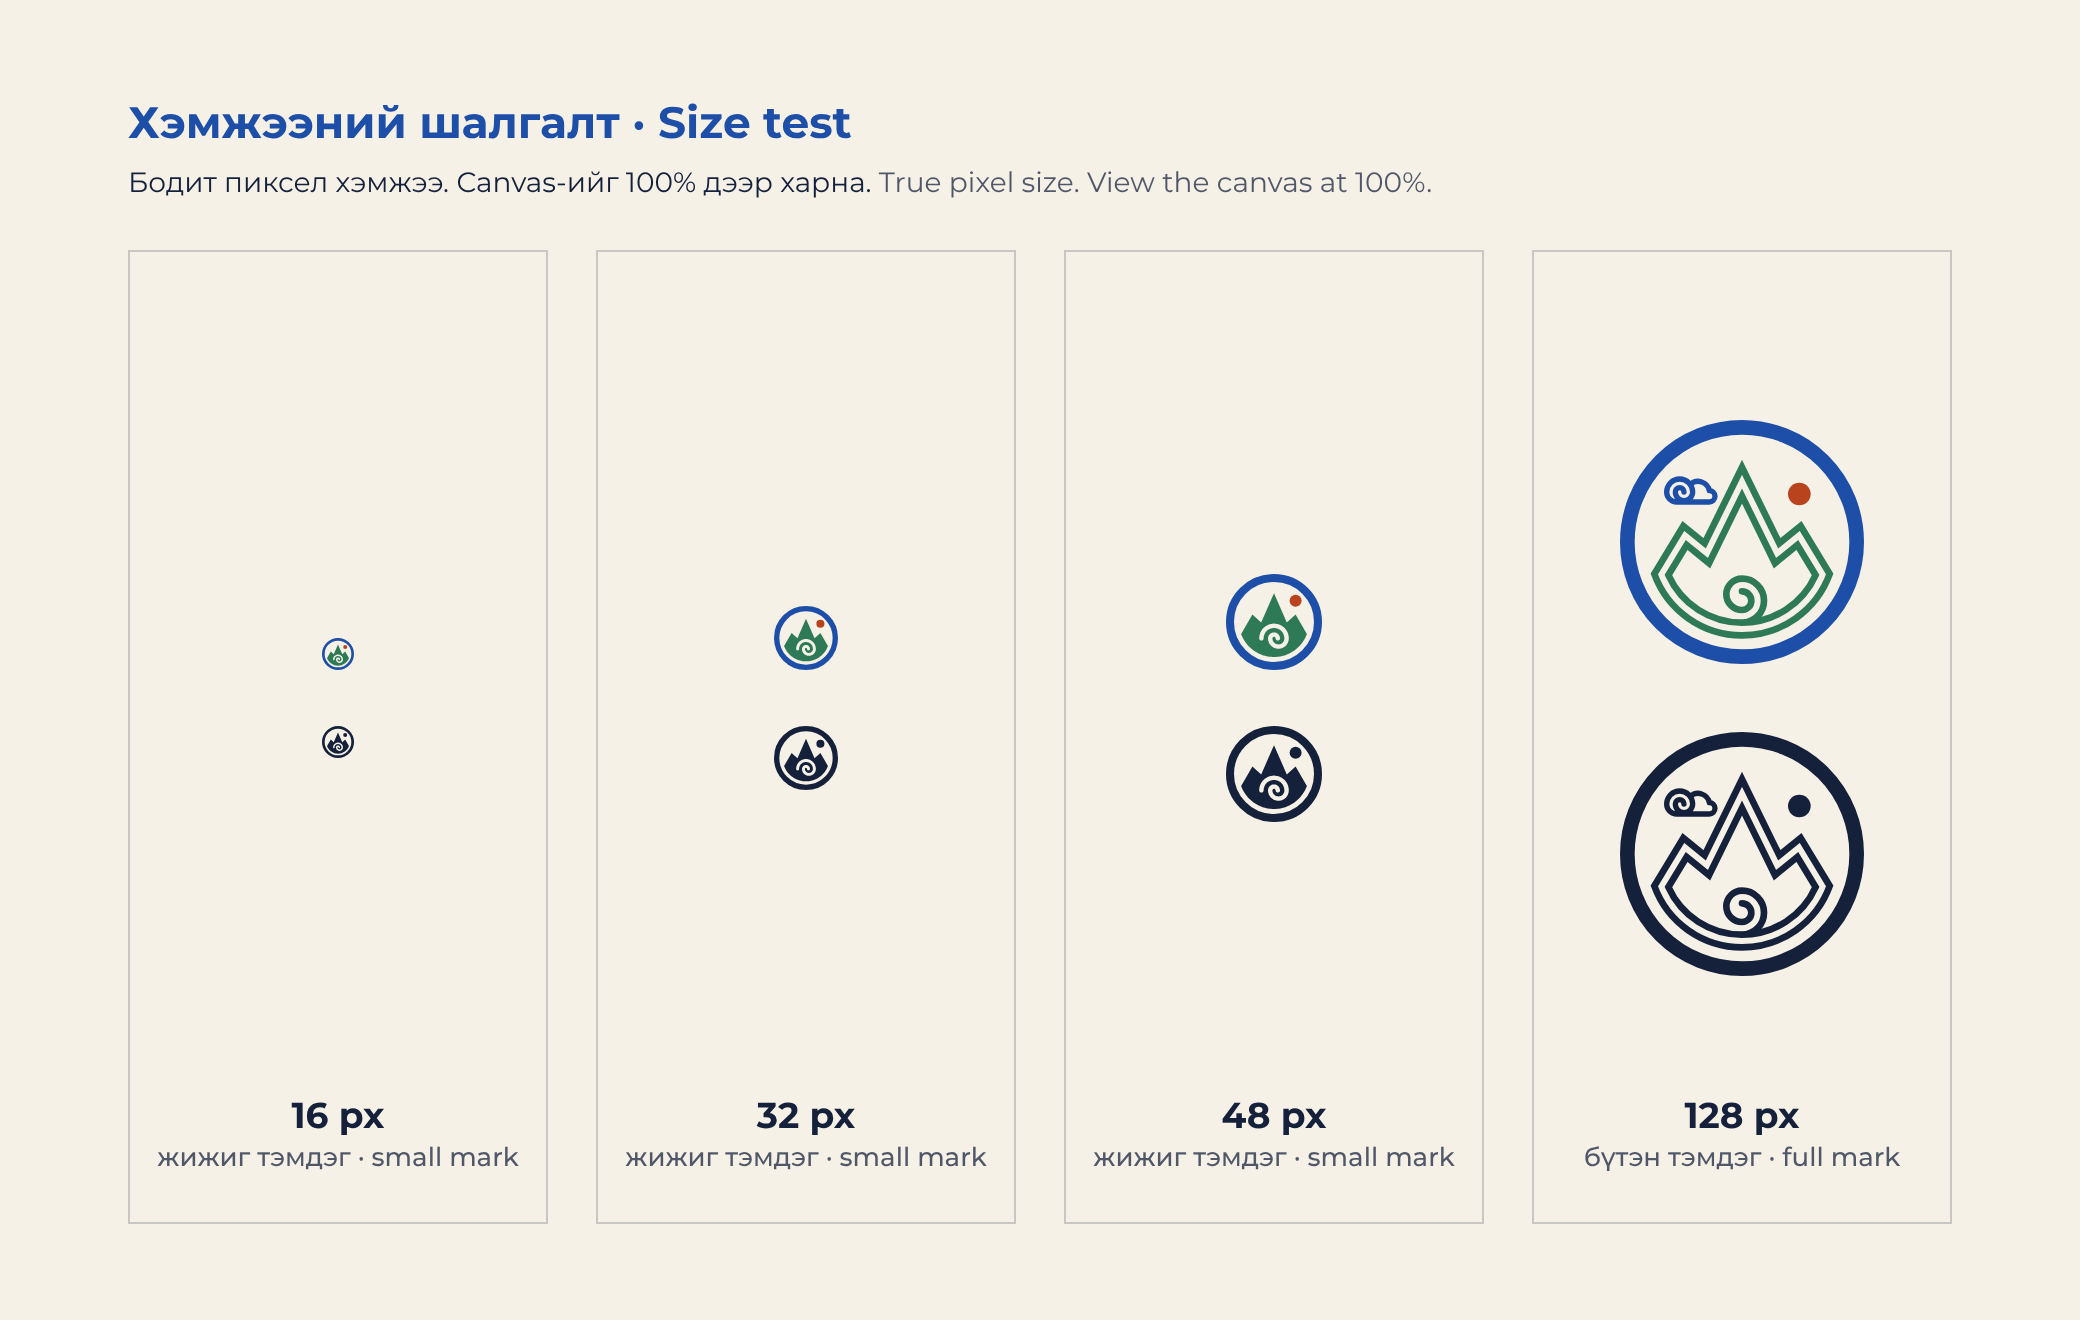 Хэмжээний шалгалт · Size test
Бодит пиксел хэмжээ. Canvas-ийг 100% дээр харна. True pixel size. View the canvas at 100%.
16 px
жижиг тэмдэг · small mark
32 px
жижиг тэмдэг · small mark
48 px
жижиг тэмдэг · small mark
128 px
бүтэн тэмдэг · full mark